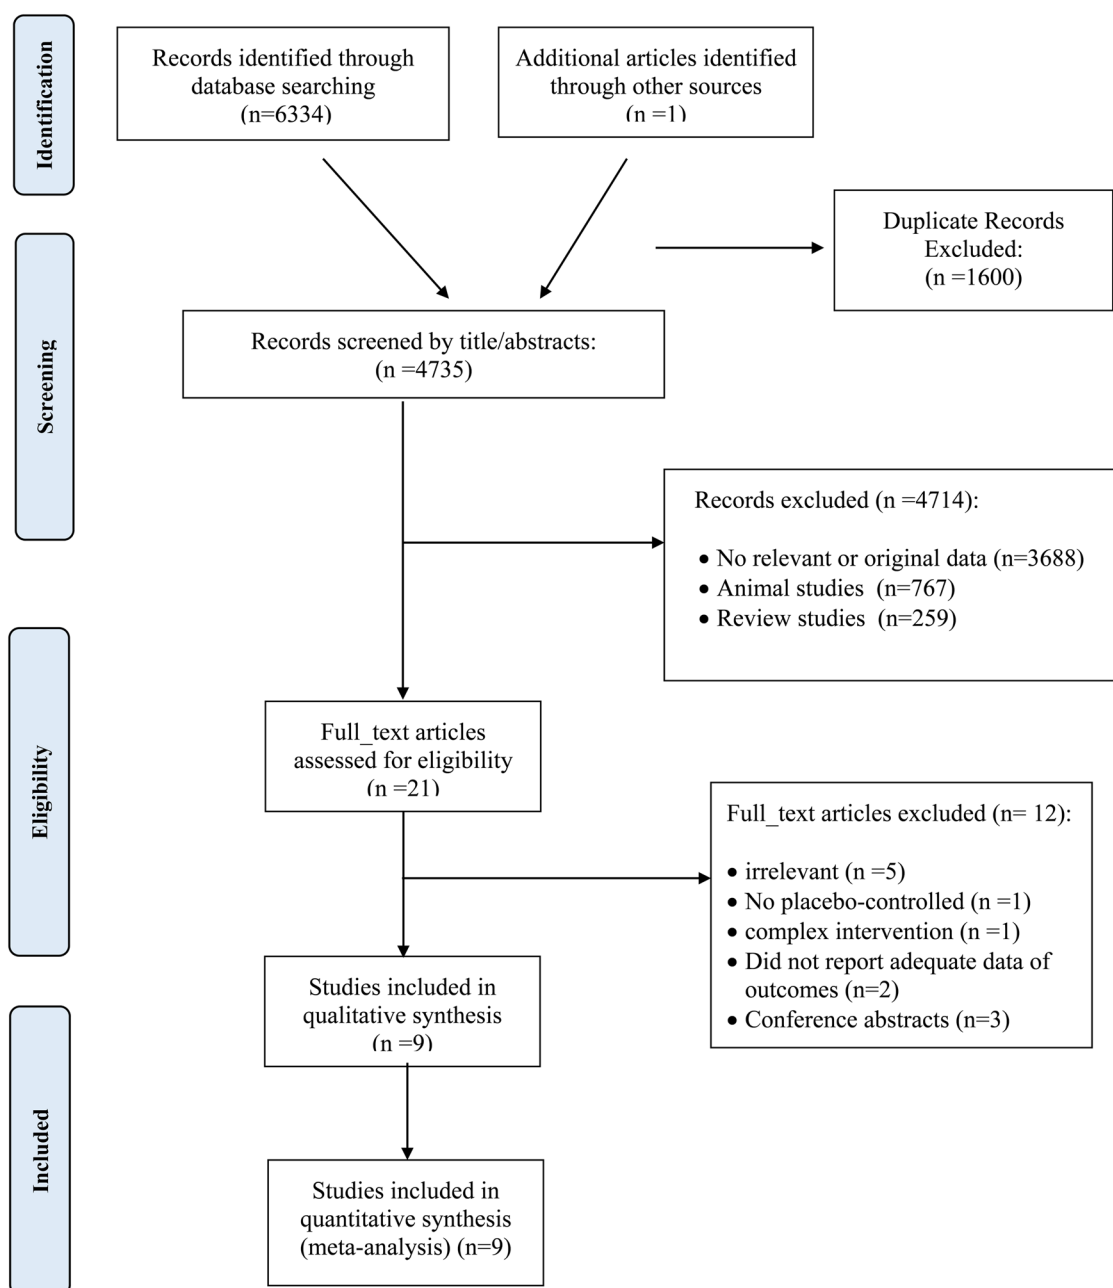 Identification
Records identified through
database searching
(n=6334)
Additional articles identified
through other sources
(n =1)
Duplicate Records
Excluded:
(n =1600)
Screening
Records screened by title/abstracts:
(n =4735)
Records excluded (n =4714):
• No relevant or original data (n=3688)
• Animal studies (n=767)
• Review studies (n=259)
Eligibility
Full_text articles
assessed for eligibility
(n =21)
Full_text articles excluded (n= 12):
• irrelevant (n =5)
• No placebo-controlled (n =1)
• complex intervention (n =1)
• Did not report adequate data of
outcomes (n=2)
• Conference abstracts (n=3)
Studies included in
qualitative synthesis
(n =9)
Included
Studies included in
quantitative synthesis
(meta-analysis) (n=9)